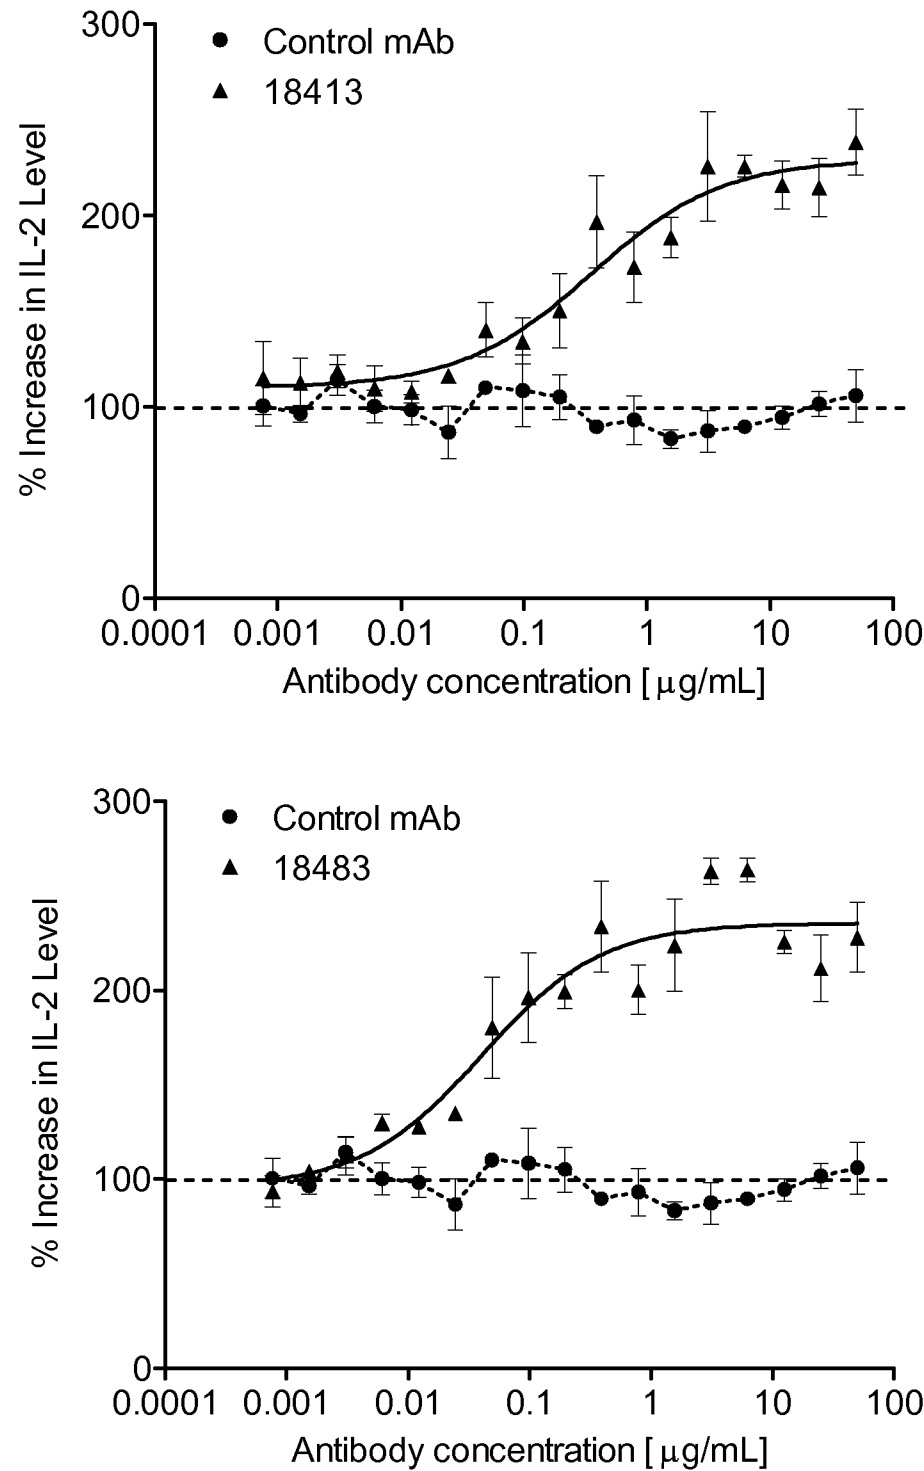 300
Control mAb
18413
200
100
0
% Increase in IL-2 Level
0.0001 0.001 0.01 0.1 1 10 100
Antibody concentration [ µg/mL]
300
Control mAb
18483
200
100
0
% Increase in IL-2 Level
0.0001 0.001 0.01 0.1 1 10 100
Antibody concentration [ µg/mL]